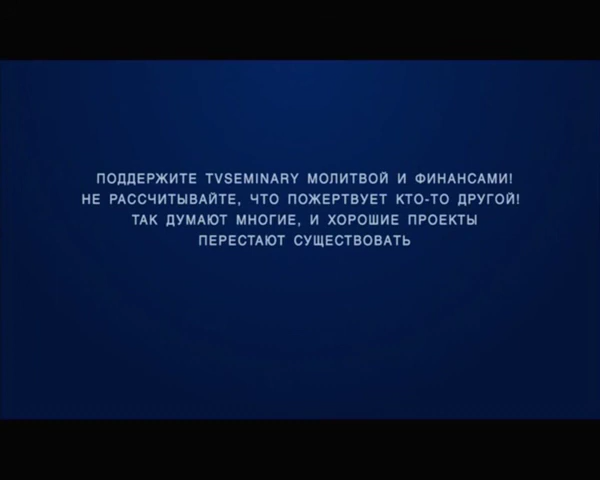 ПОДДЕРЖИТЕ TVSEMINARY МОЛИТВОЙ И ФИНАНСАМИ!
НЕ РАССЧИТЫВАЙТЕ, ЧТО ПОЖЕРТВУЕТ КТО-ТО ДРУГОЙ!
ТАК ДУМАЮТ МНОГИЕ, И ХОРОШИЕ ПРОЕКТЫ
ПЕРЕСТАЮТ СУЩЕСТВОВАТЬ